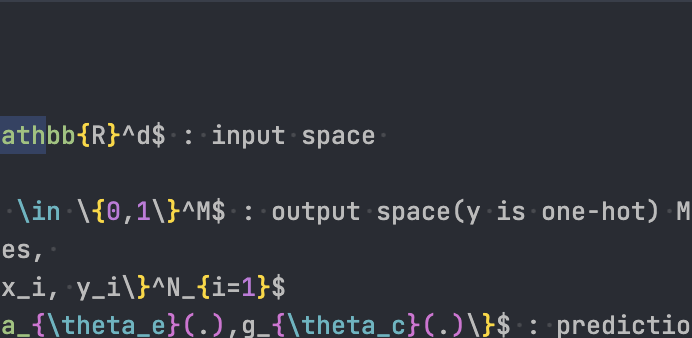 athbb{R}^d$ : input space
\in \{0,1\}^M$ : output space(y is one-hot) M
es,
x_i, y_i\}^N_{i=1}$
a_{\theta_e}(.),g_{\theta_c}(.)\}$ : predictio